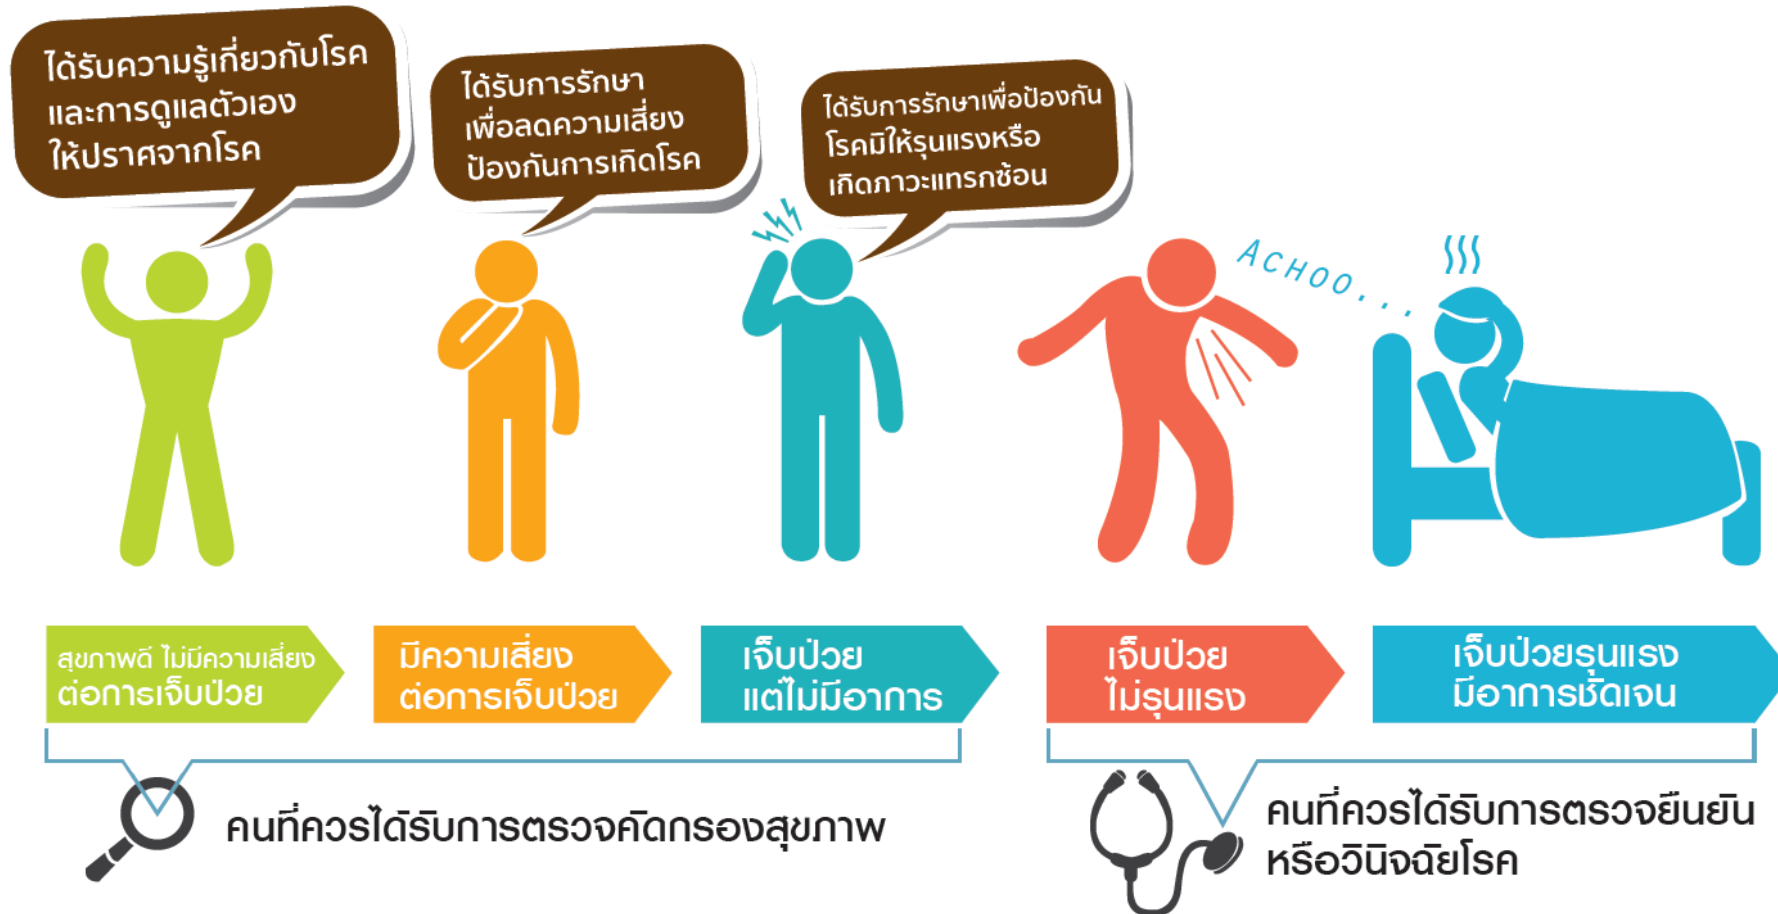 ได้รับความรู้เกี่ยวกับโรค
และการดูแลตัวเอง
ให้ปราศจากโรค
ได้รับการรักษา
เพื่อลดความเสี่ยง
ป้องกันการเกิดโรค
ได้รับการรักษาเพื่อป้องกัน
โรคมิให้รุนแรงหรือ
เกิดภาวะแทรกซ้อน
ACHOO...
สุขภาพดี ไม่มีความเสี่ยง
ต่อการเจ็บป่วย
มีความเสี่ยง
ต่อการเจ็บป่วย
เจ็บป่วย
แต่ไม่มีอาการ
เจ็บป่วย
ไม่รุนแรง
เจ็บป่วยรุนแรง
มีอาการชัดเจน
คนที่ควรได้รับการตรวจคัดกรองสุขภาพ
คนที่ควรได้รับการตรวจยืนยัน
หรือวินิจฉัยโรค